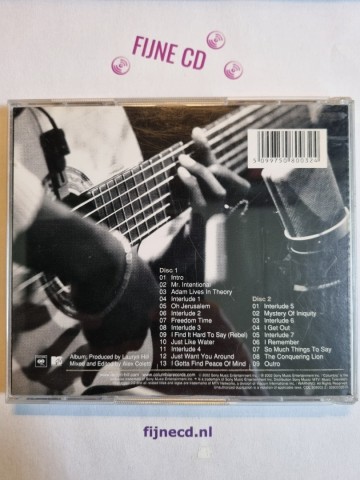 FIJNE CD
5099750800324
Disc 1
01 Intro
02 Mr. Intentional
03 Adam Lives In Theory
04 Interlude 1
05 Oh Jerusalem
06 Interlude 2
07 Freedom Time
08 Interlude 3
09 I Find It Hard To Say (Rebel)
10 Just Like Water
11 Interlude 4
12 Just Want You Around
13 I Gotta Find Peace Of Mind
Disc 2
01 Interlude 5
02 Mystery Of Iniquity
03 Interlude 6
04 I Get Out
05 Interlude 7
06 I Remember
07 So Much Things To Say
08 The Conquering Lion
09 Outro
Album Produced by Lauryn Hill
Mixed and Edited by
COLUMBIA
MTV
fijnecd.nl